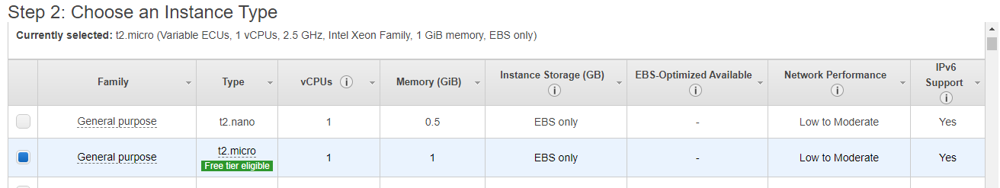 Step 2: Choose an Instance Type
Currently selected: t2.micro (Variable ECUs, 1 vCPUs, 2.5 GHz, Intel Xeon Family, 1 GiB memory, EBS only)
Family Type vCPUs Memory (GiB) Instance Storage (GB) EBS-Optimized Available Network Performance IPv6 Support
General purpose t2.nano 1 0.5 EBS only - Low to Moderate Yes
General purpose t2.micro Free tier eligible 1 1 EBS only - Low to Moderate Yes